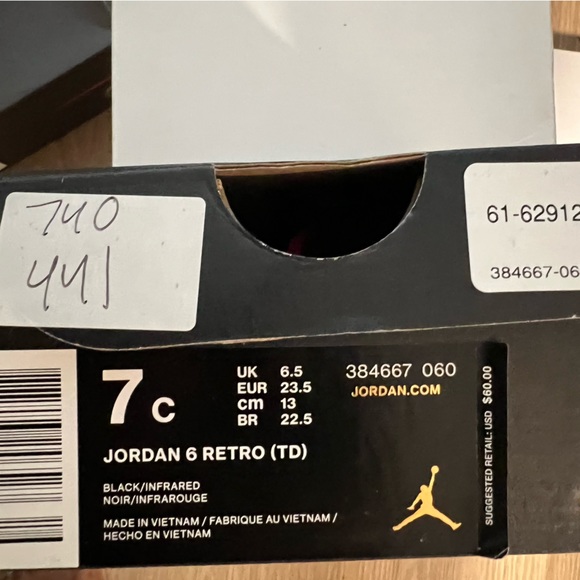 740
441
61-62912
384667-06
7c
UK 6.5
EUR 23.5
cm 13
BR 22.5
384667 060
JORDAN.COM
JORDAN 6 RETRO (TD)
BLACK/INFRARED
NOIR/INFRAROUGE
MADE IN VIETNAM / FABRIQUE AU VIETNAM /
HECHO EN VIETNAM
SUGGESTED RETAIL: USD $60.00